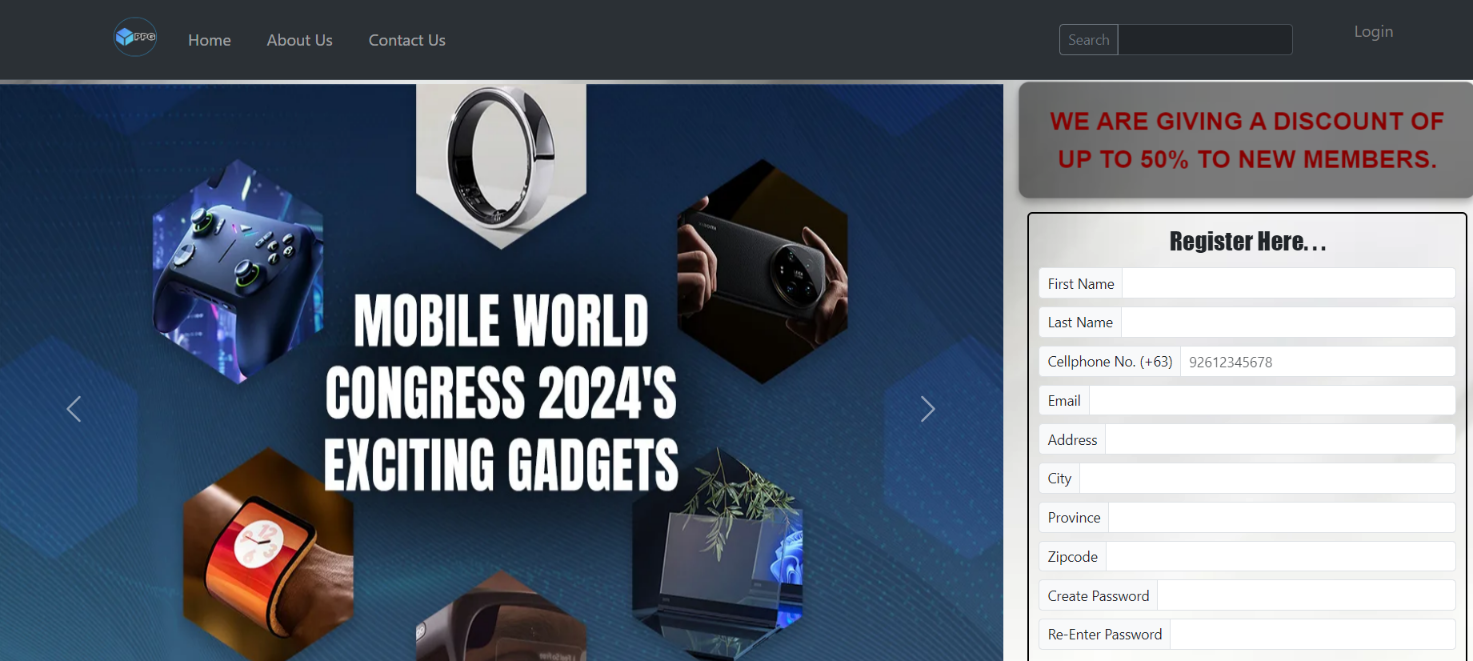 PPG
Home
About Us
Contact Us
Search
Login
WE ARE GIVING A DISCOUNT OF
UP TO 50% TO NEW MEMBERS.
MOBILE WORLD
CONGRESS 2024'S
EXCITING GADGETS
Register Here. . .
First Name
Last Name
Cellphone No. (+63)
92612345678
Email
Address
City
Province
Zipcode
Create Password
Re-Enter Password